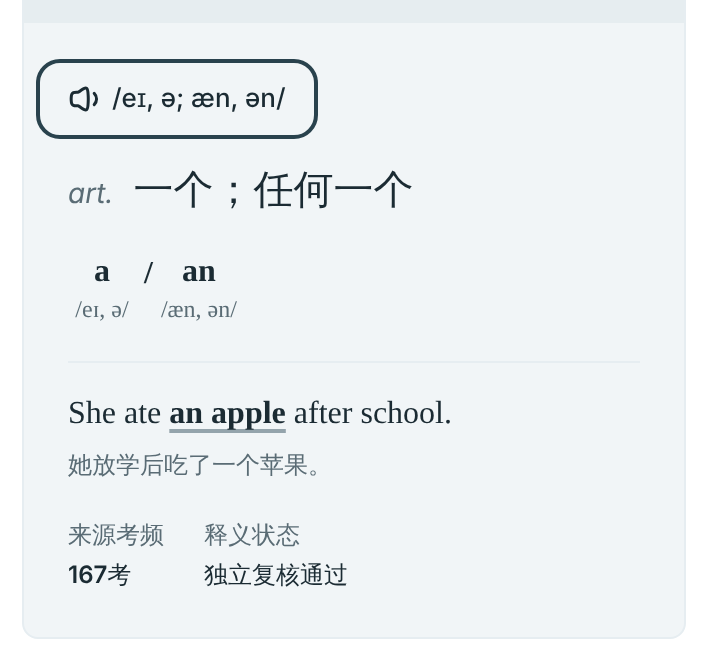 /eɪ, ə; æn, ən/
art. 一个；任何一个
a / an
/eɪ, ə/ /æn, ən/
She ate an apple after school.
她放学后吃了一个苹果。
来源考频 释义状态
167考 独立复核通过